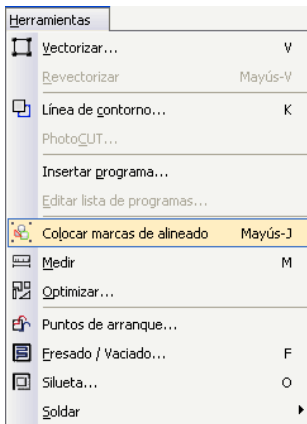 Herramientas
Vectorizar... V
Revectorizar Mayús-V
Línea de contorno... K
PhotoCUT...
Insertar programa...
Editar lista de programas...
Colocar marcas de alineado Mayús-J
Medir M
Optimizar...
Puntos de arranque...
Fresado / Vaciado... F
Silueta... O
Soldar